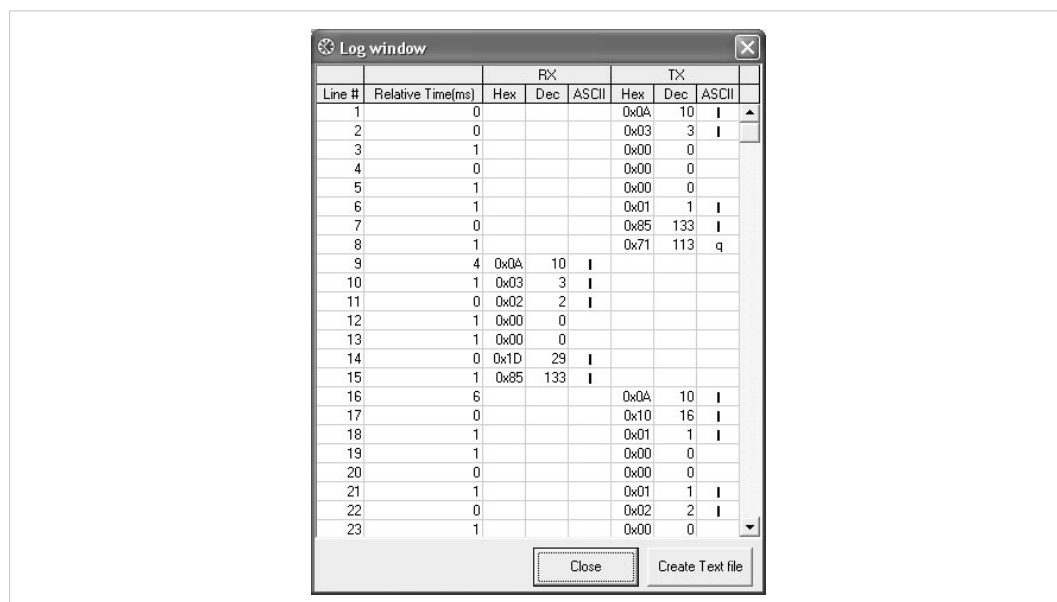 Log window
RX TX
Line # Relative Time(ms) Hex Dec ASCII Hex Dec ASCII
1 0 0x0A 10 I
2 0 0x03 3 I
3 1 0x00 0
4 0 0x00 0
5 1 0x00 0
6 1 0x01 1 I
7 0 0x85 133 I
8 1 0x71 113 q
9 4 0x0A 10 I
10 1 0x03 3 I
11 0 0x02 2 I
12 1 0x00 0
13 1 0x00 0
14 0 0x1D 29 I
15 1 0x85 133 I
16 6 0x0A 10 I
17 0 0x10 16 I
18 1 0x01 1 I
19 1 0x00 0
20 0 0x00 0
21 1 0x01 1 I
22 0 0x02 2 I
23 1 0x00 0
Close Create Text file